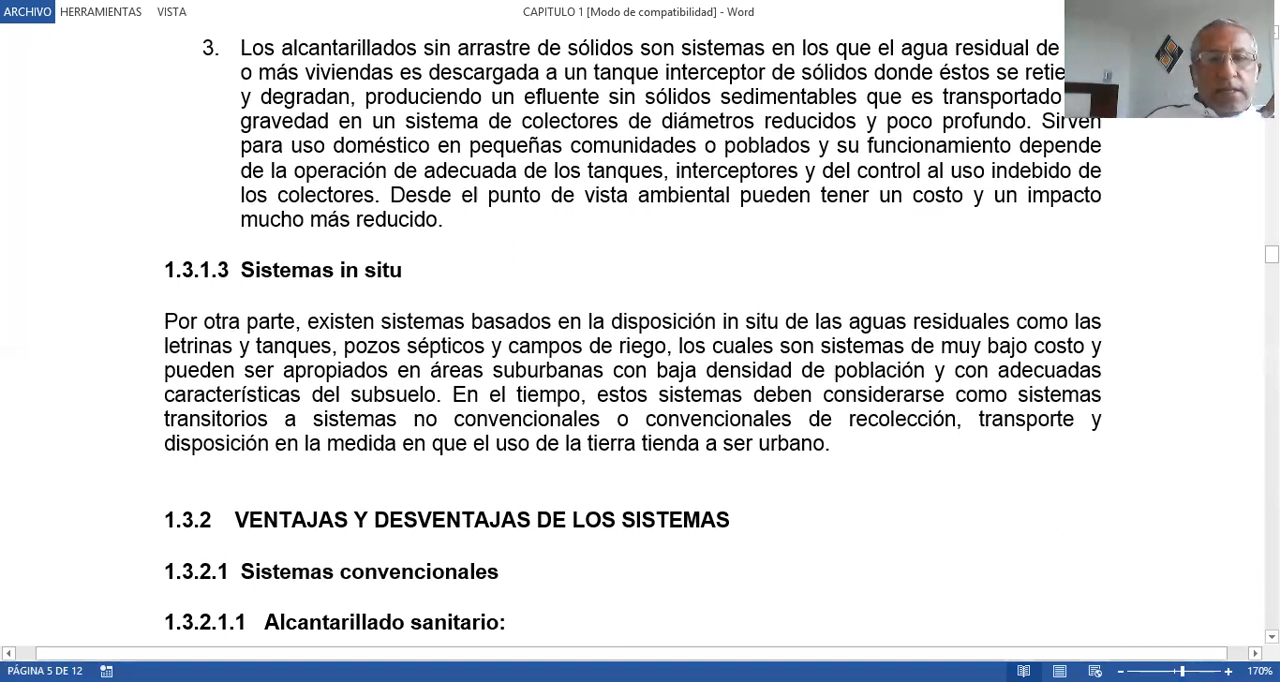 ARCHIVO HERRAMIENTAS VISTA CAPITULO 1 [Modo de compatibilidad] - Word
3. Los alcantarillados sin arrastre de sólidos son sistemas en los que el agua residual de
o más viviendas es descargada a un tanque interceptor de sólidos donde éstos se
y degradan, produciendo un efluente sin sólidos sedimentables que es transportado
gravedad en un sistema de colectores de diámetros reducidos y poco profundo. Sirven
para uso doméstico en pequeñas comunidades o poblados y su funcionamiento depende
de la operación de adecuada de los tanques, interceptores y del control al uso indebido de
los colectores. Desde el punto de vista ambiental pueden tener un costo y un impacto
mucho más reducido.
1.3.1.3 Sistemas in situ
Por otra parte, existen sistemas basados en la disposición in situ de las aguas residuales como las
letrinas y tanques, pozos sépticos y campos de riego, los cuales son sistemas de muy bajo costo y
pueden ser apropiados en áreas suburbanas con baja densidad de población y con adecuadas
características del subsuelo. En el tiempo, estos sistemas deben considerarse como sistemas
transitorios a sistemas no convencionales o convencionales de recolección, transporte y
disposición en la medida en que el uso de la tierra tienda a ser urbano.
1.3.2 VENTAJAS Y DESVENTAJAS DE LOS SISTEMAS
1.3.2.1 Sistemas convencionales
1.3.2.1.1 Alcantarillado sanitario:
PÁGINA 5 DE 12 170%